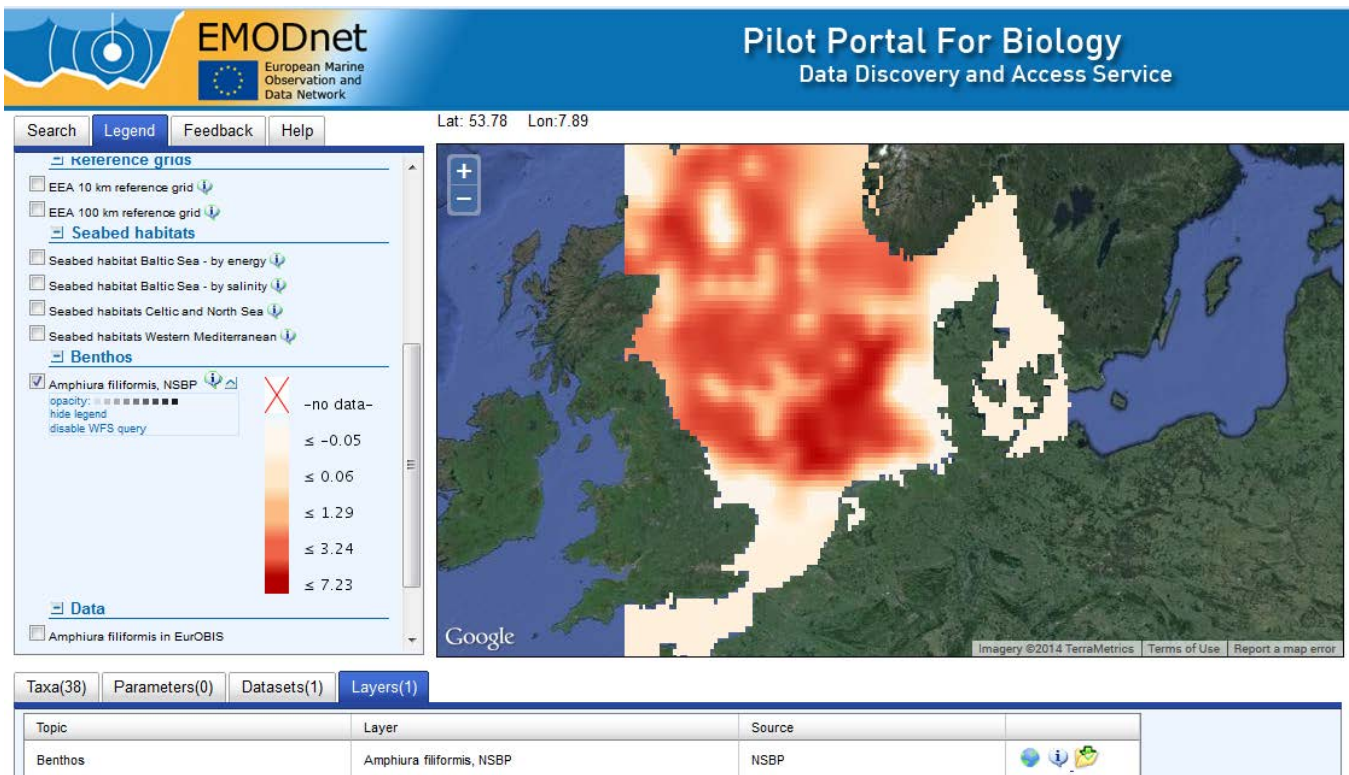 EMODnet
European Marine
Observation and
Data Network
Pilot Portal For Biology
Data Discovery and Access Service
Search Legend Feedback Help
Lat: 53.78 Lon:7.89
Reference grids
EEA 10 km reference grid
EEA 100 km reference grid
Seabed habitats
Seabed habitat Baltic Sea - by energy
Seabed habitat Baltic Sea - by salinity
Seabed habitats Celtic and North Sea
Seabed habitats Western Mediterranean
Benthos
Amphiura filiformis, NSBP
opacity:
hide legend
disable WFS query
-no data-
≤ -0.05
≤ 0.06
≤ 1.29
≤ 3.24
≤ 7.23
Data
Amphiura filiformis in EurOBIS
+
−
Google
Imagery ©2014 TerraMetrics Terms of Use Report a map error
Taxa(38) Parameters(0) Datasets(1) Layers(1)
Topic Layer Source
Benthos Amphiura filiformis, NSBP NSBP